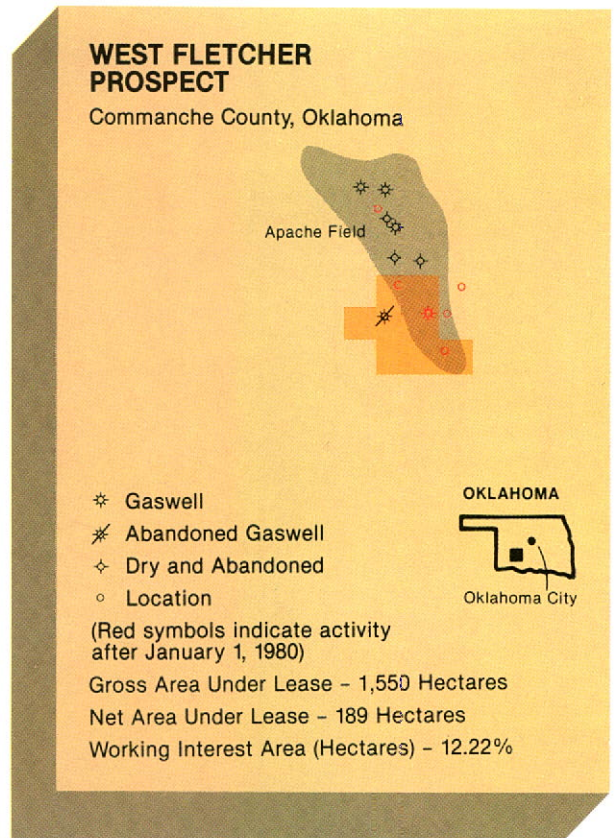 WEST FLETCHER
PROSPECT
Commanche County, Oklahoma
Apache Field
Gaswell
Abandoned Gaswell
Dry and Abandoned
Location
(Red symbols indicate activity
after January 1, 1980)
Gross Area Under Lease – 1,550 Hectares
Net Area Under Lease – 189 Hectares
Working Interest Area (Hectares) – 12.22%
OKLAHOMA
Oklahoma City